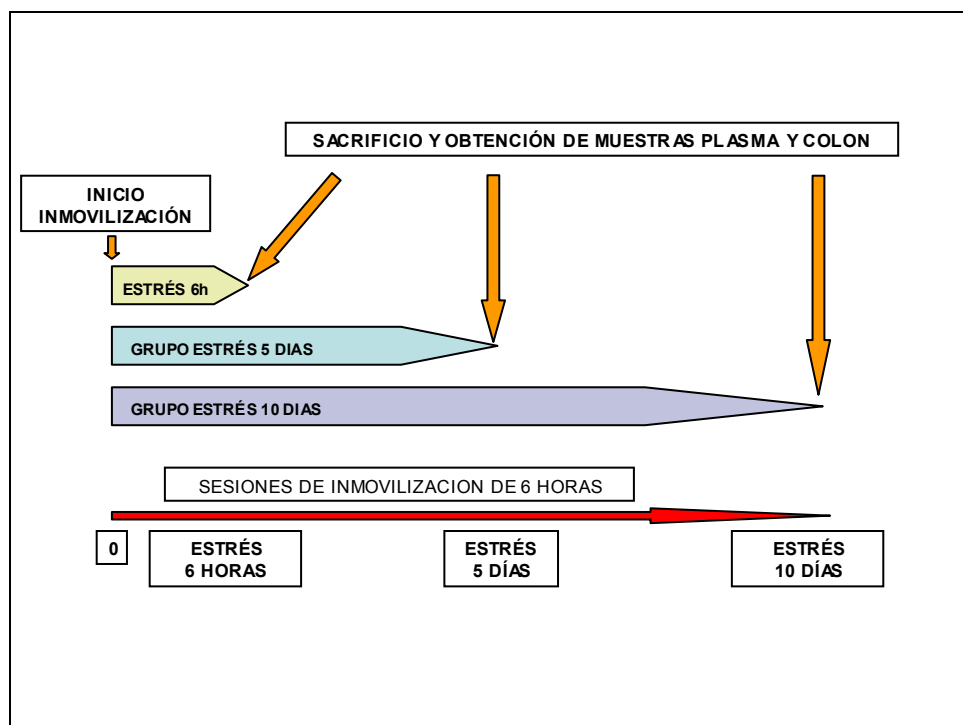 SACRIFICIO Y OBTENCIÓN DE MUESTRAS PLASMA Y COLON
INICIO
INMOVILIZACIÓN
ESTRÉS 6h
GRUPO ESTRÉS 5 DIAS
GRUPO ESTRÉS 10 DIAS
SESIONES DE INMOVILIZACION DE 6 HORAS
0
ESTRÉS
6 HORAS
ESTRÉS
5 DÍAS
ESTRÉS
10 DÍAS